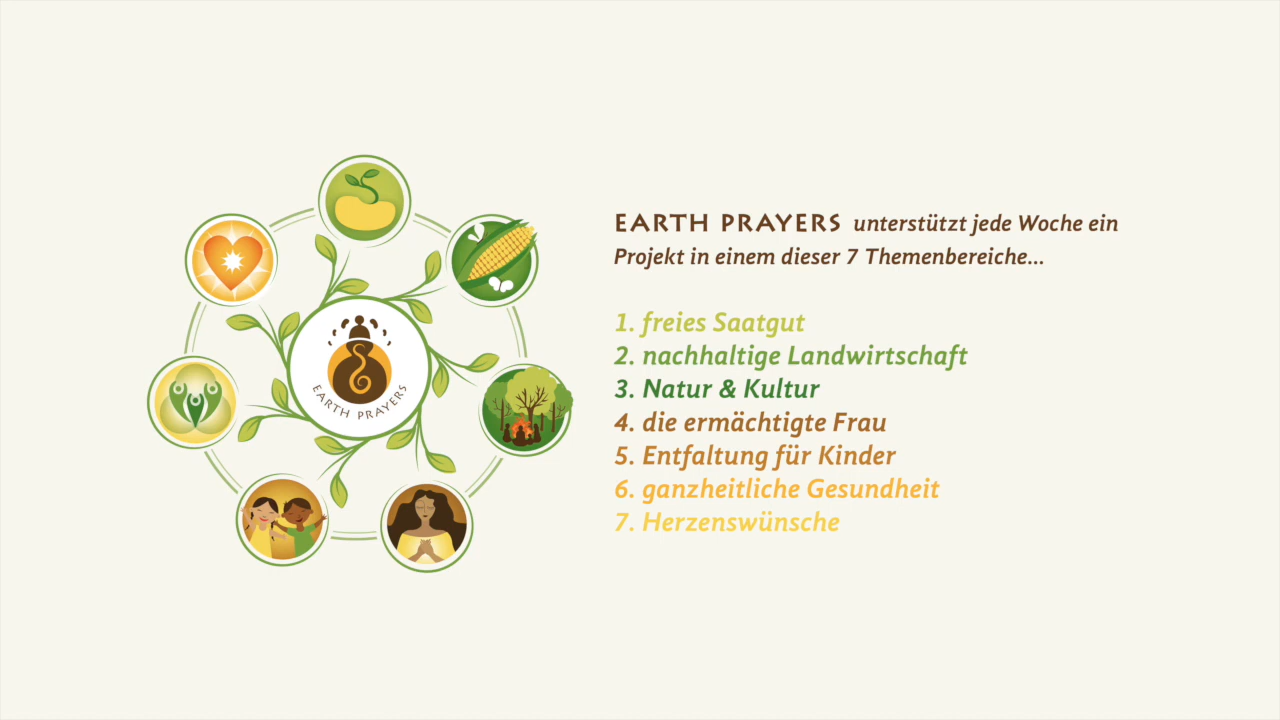 EARTH PRAYERS
EARTH PRAYERS unterstützt jede Woche ein
Projekt in einem dieser 7 Themenbereiche...
1. freies Saatgut
2. nachhaltige Landwirtschaft
3. Natur & Kultur
4. die ermächtigte Frau
5. Entfaltung für Kinder
6. ganzheitliche Gesundheit
7. Herzenswünsche